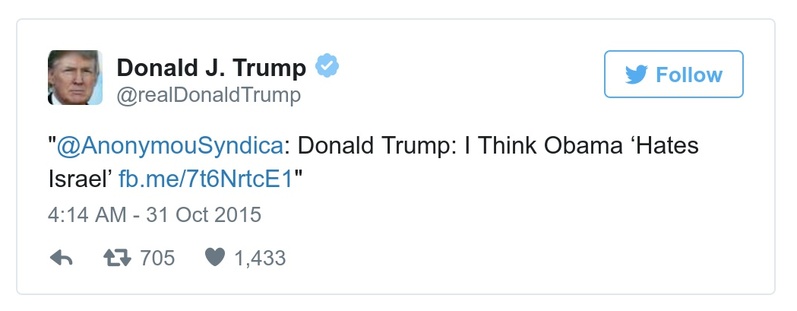 Donald J. Trump
@realDonaldTrump
Follow
"@AnonymouSyndica: Donald Trump: I Think Obama ‘Hates
Israel’ fb.me/7t6NrtcE1"
4:14 AM - 31 Oct 2015
705 1,433